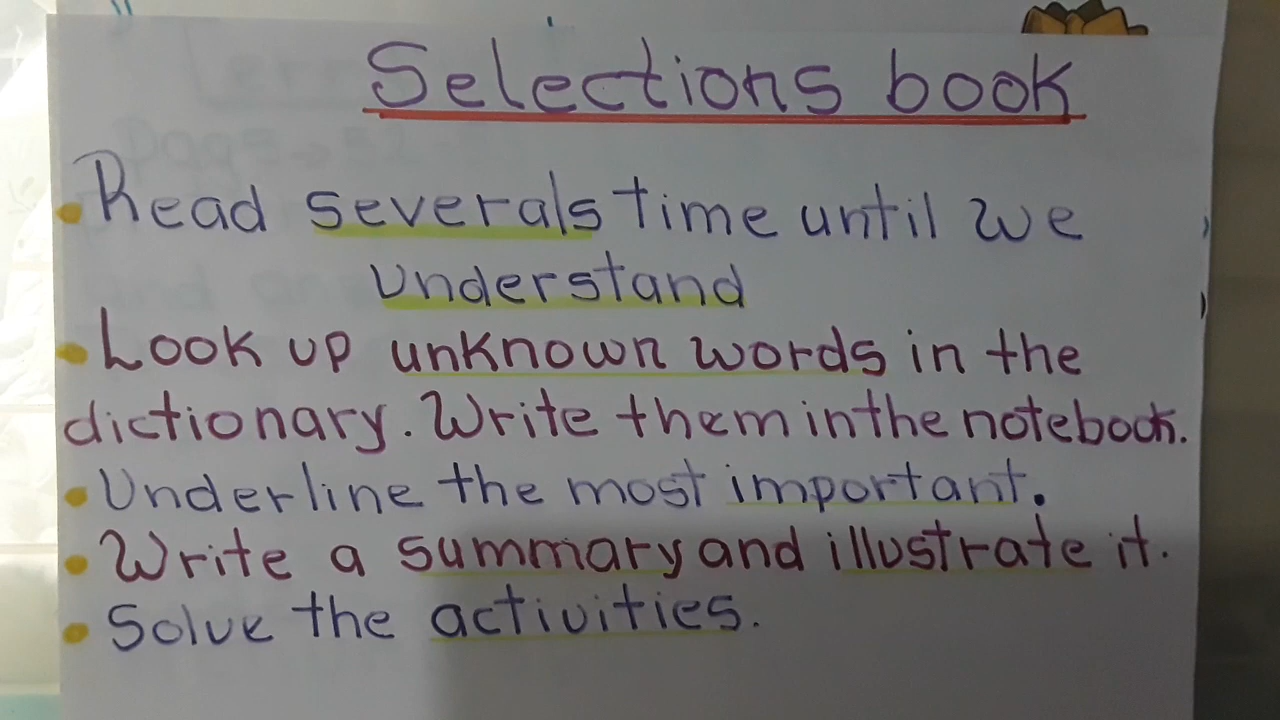 Selections book
• Read severals time until we
understand
• Look up unknown words in the
dictionary. Write them in the notebook.
• Underline the most important.
• Write a summary and illustrate it.
• Solve the activities.